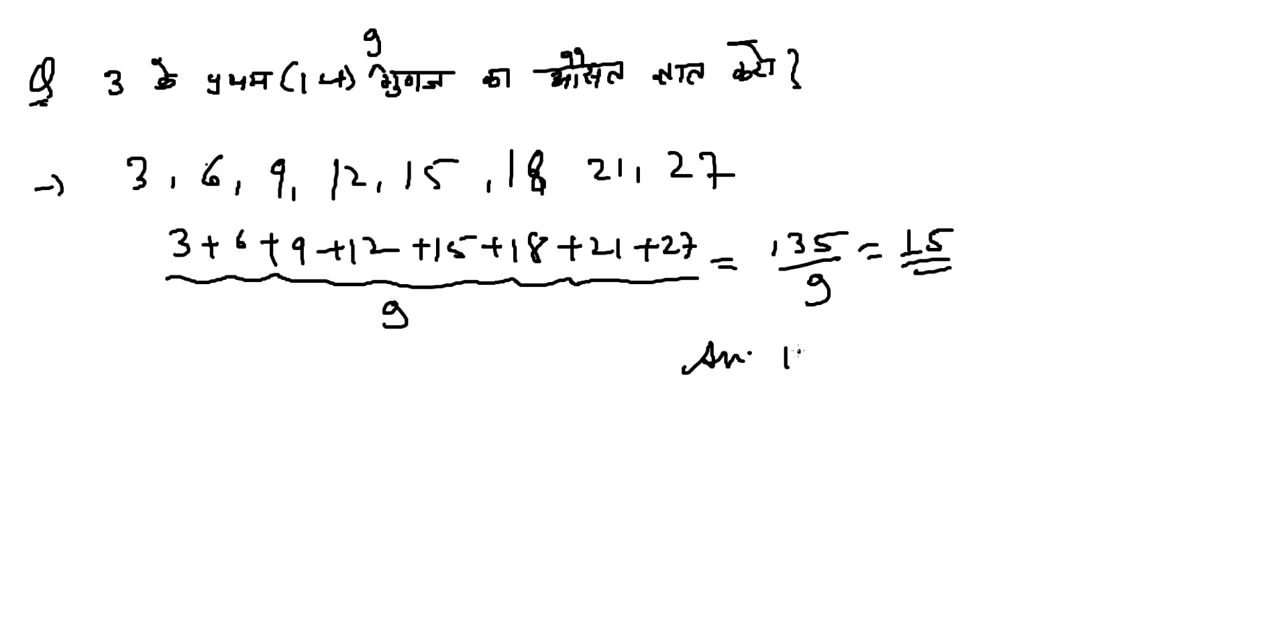 Q 3 के प्रथम (14) 9 गुणज का औसत ज्ञात करो?
→ 3, 6, 9, 12, 15, 18 21, 27
3+6+9+12+15+18+21+27 = 135/9 = 15
9
An. 1